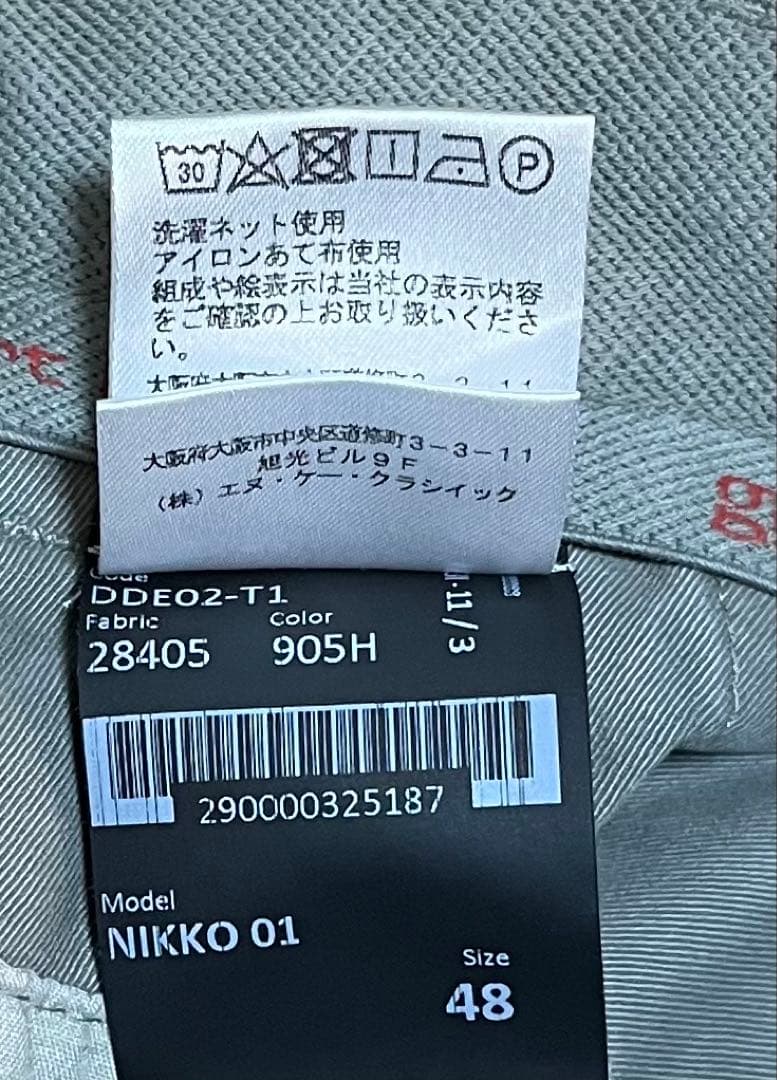 30
P
洗濯ネット使用
アイロンあて布使用
組成や絵表示は当社の表示内容
をご確認の上お取り扱いくださ
い。
大阪府大阪市中央区道修町3-3-11
旭光ビル9F
(株)エヌ・ケー・クラシイック
Code
DDE02-T1
Fabric
Color
28405
905H
290000325187
Model
NIKKO 01
Size
48